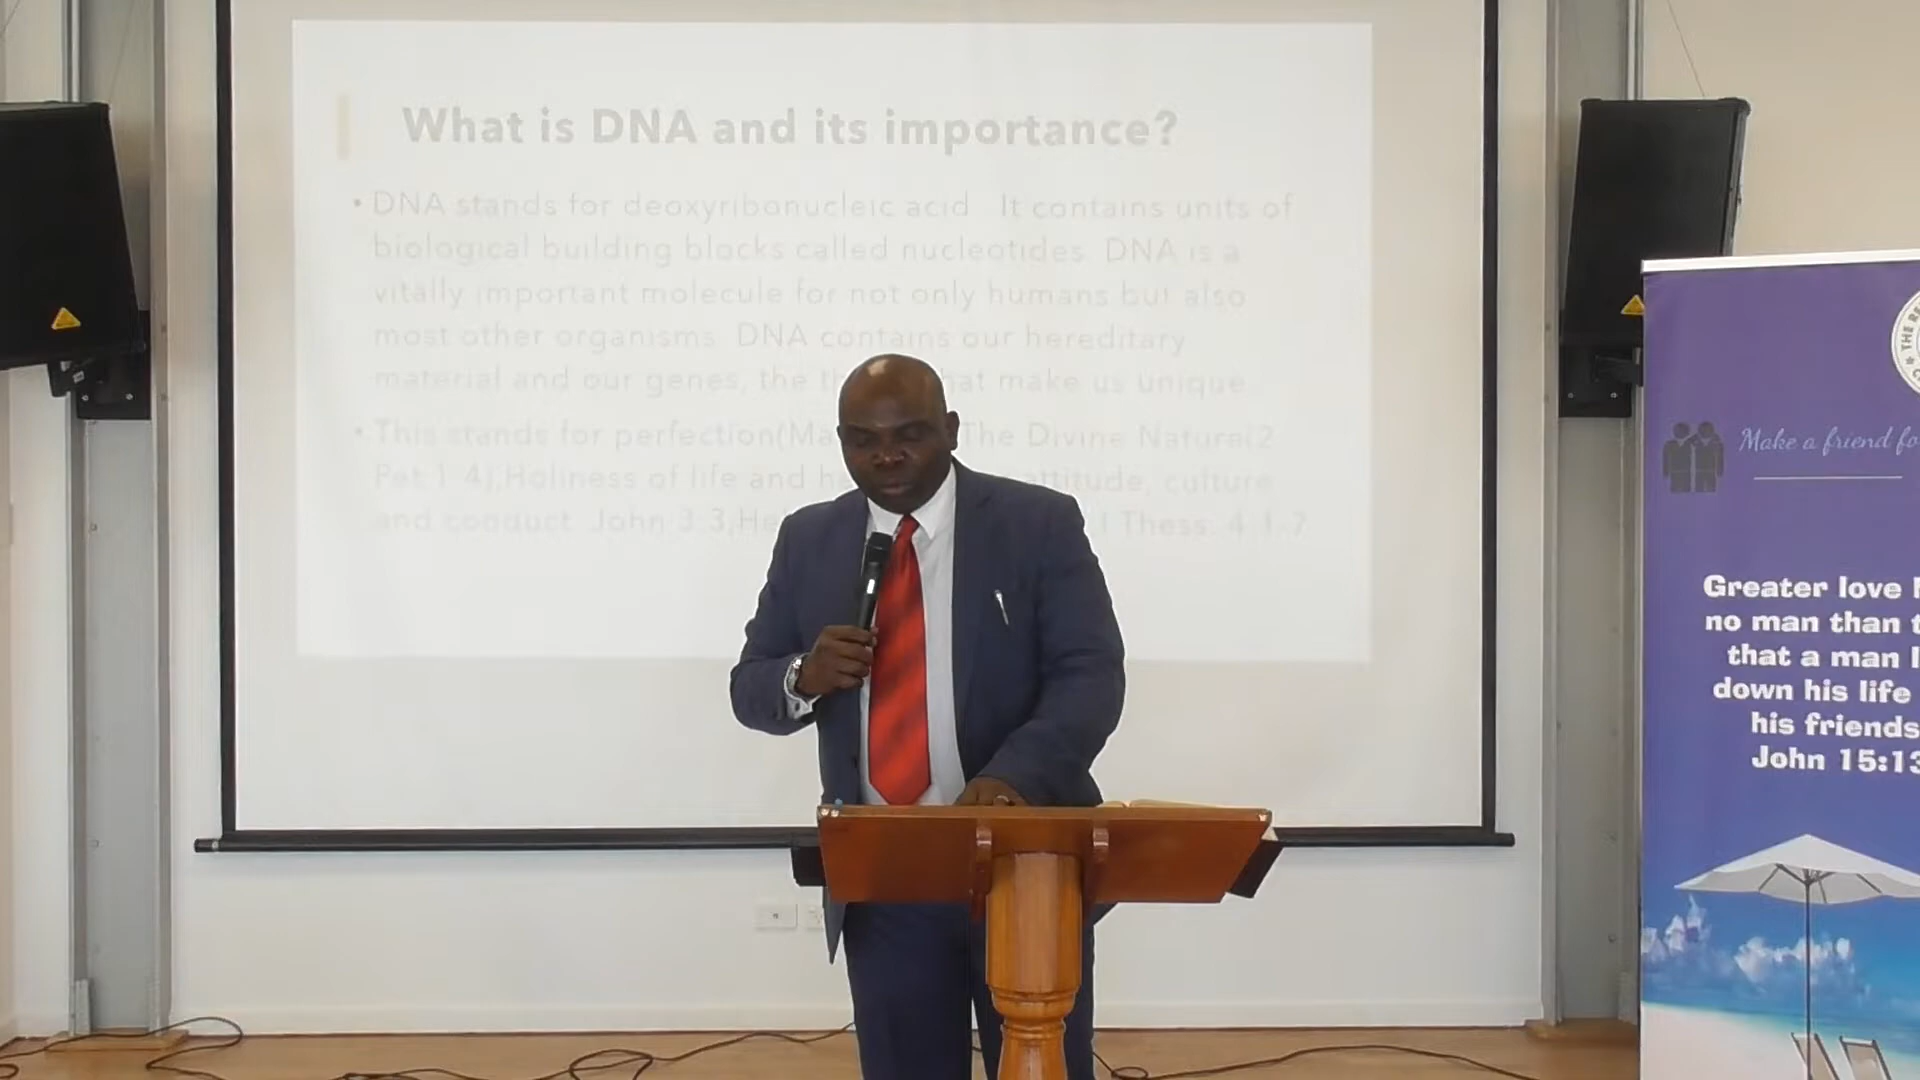 What is DNA and its importance?
• DNA stands for deoxyribonucleic acid It contains units of
biological building blocks called nucleotides DNA is a
vitally important molecule for not only humans but also
most other organisms DNA contains our hereditary
material and our genes, the that make us unique
• This stands for perfection(Ma The Divine Nature(2
Pet 1 4),Holiness of life and attitude, culture
and conduct John 3:3,He I Thess. 4 1-7
THE RE
Make a friend fo
Greater love
no man than t
that a man l
down his life
his friends
John 15:13